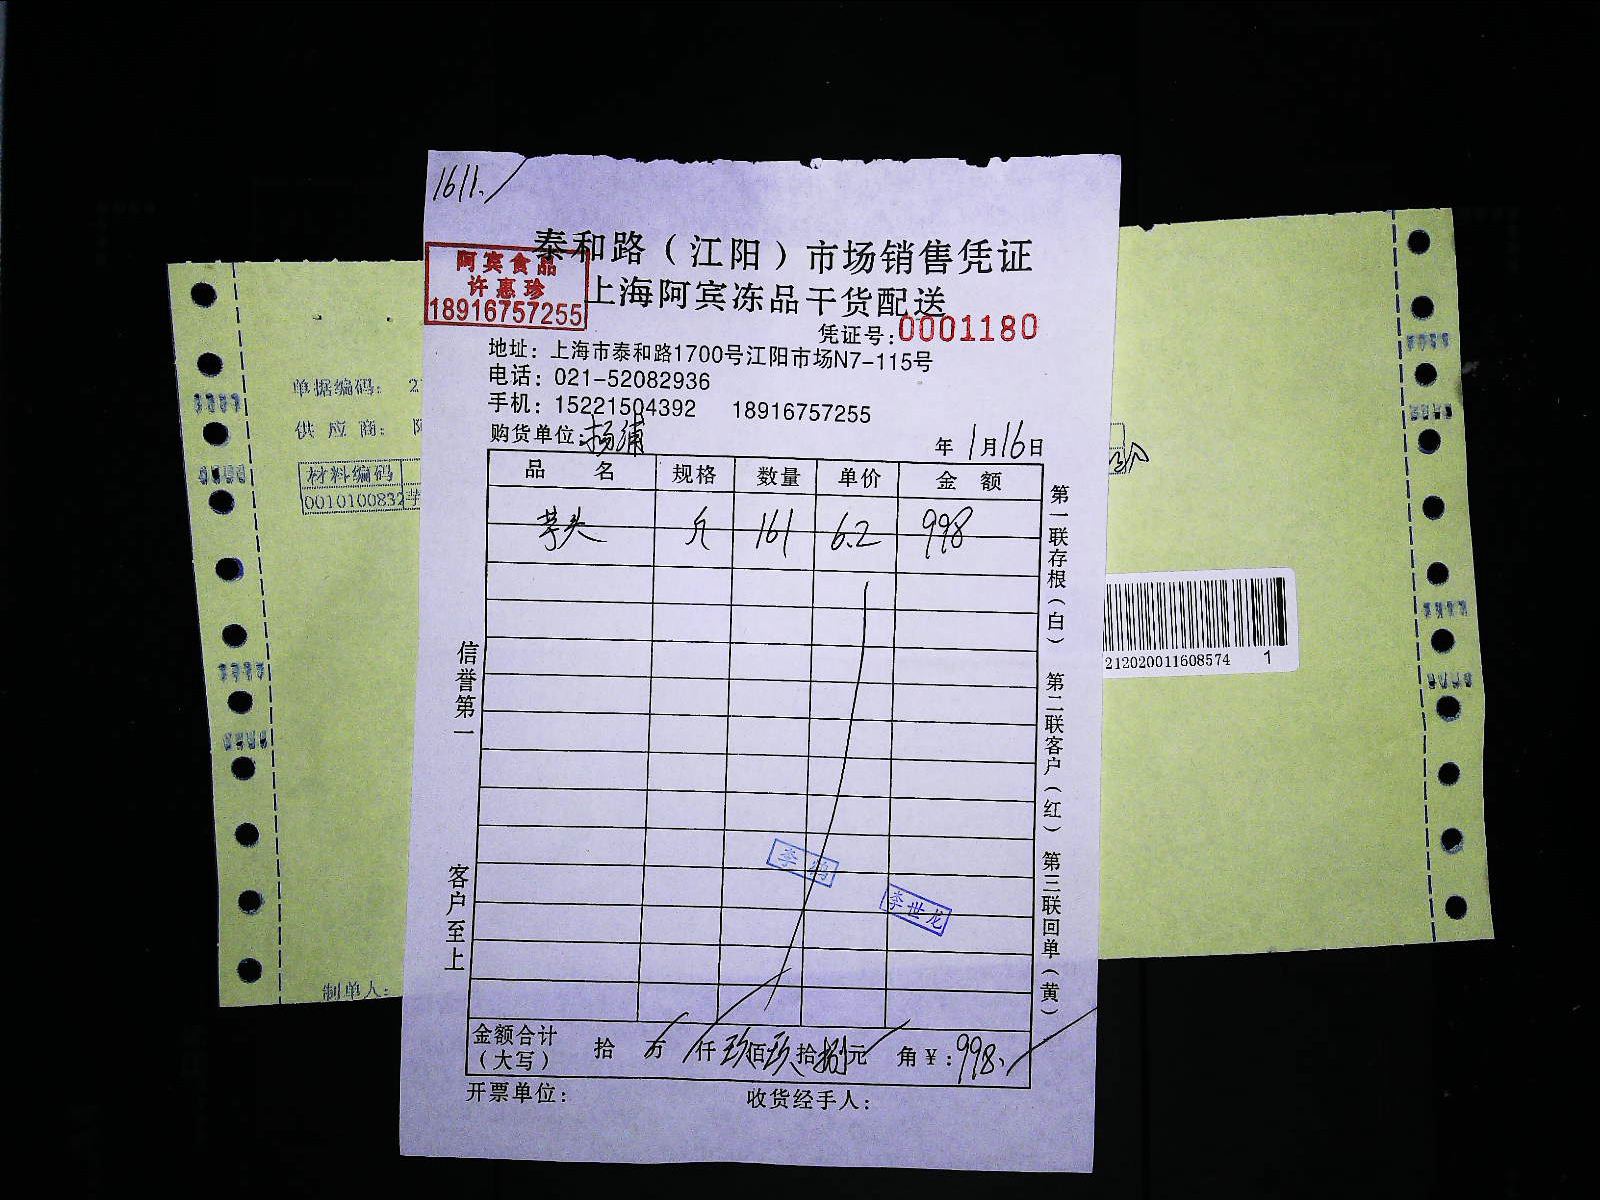 1611.
泰和路（江阳）市场销售凭证
阿宾食品
许惠珍
18916757255
上海阿宾冻品干货配送
凭证号:0001180
地址：上海市泰和路1700号江阳市场N7-115号
电话：021-52082936
手机：15221504392 18916757255
购货单位:杨浦 年1月16日
品 名 规格 数量 单价 金 额
芋头 斤 161 6.2 998
李
李世龙
金额合计（大写） 拾 万 仟 玖佰玖拾捌元 角￥:998.
开票单位: 收货经手人:
信誉第一 客户至上
第一联存根（白） 第二联客户（红） 第三联回单（黄）
单据编码: 2
供应商: 阿
材料编码
0010100832 芋
制单人:
212020011608574 1